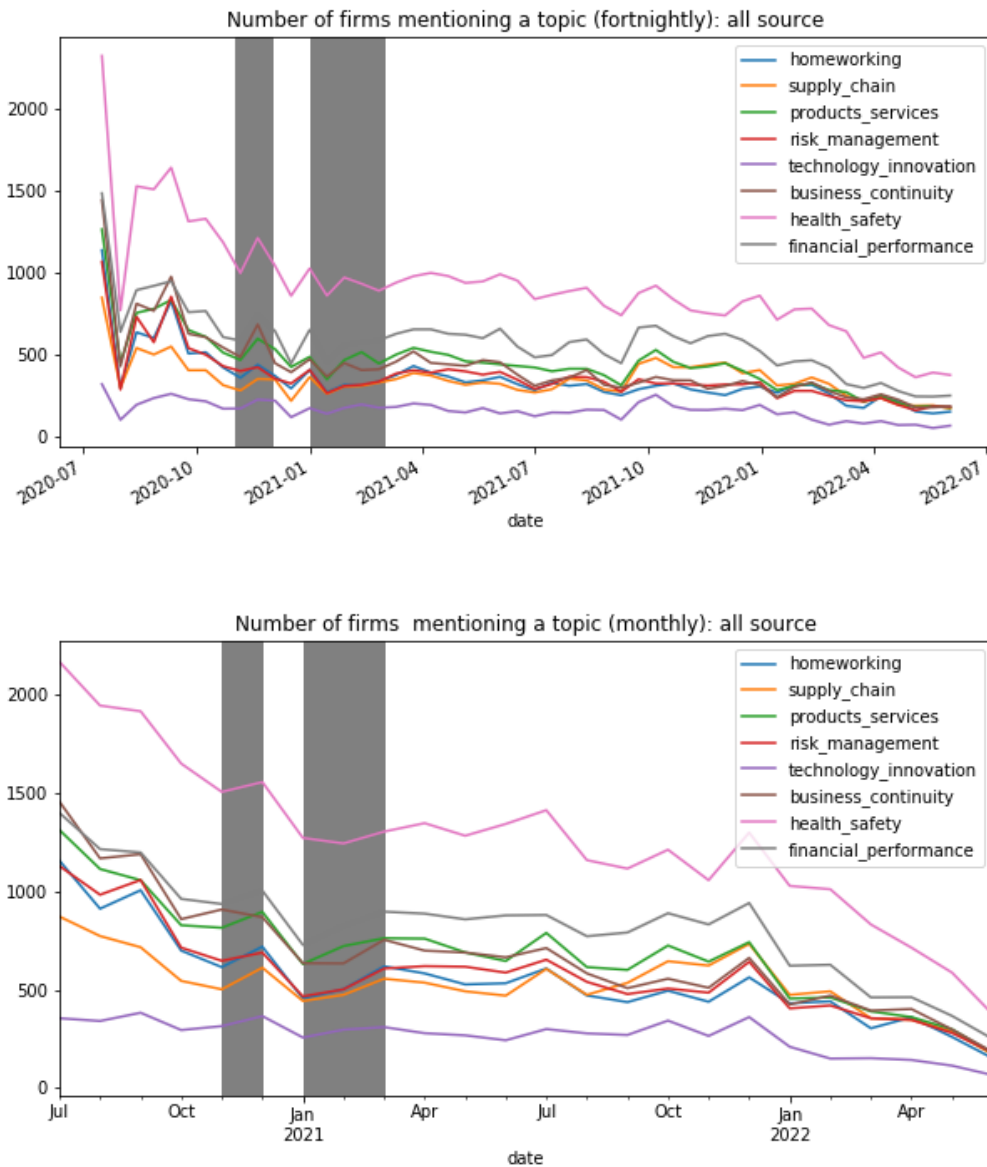 Number of firms mentioning a topic (fortnightly): all source
homeworking
supply_chain
products_services
risk_management
technology_innovation
business_continuity
health_safety
financial_performance
2000
1500
1000
500
0
2020-07
2020-10
2021-01
2021-04
2021-07
2021-10
2022-01
2022-04
2022-07
date
Number of firms  mentioning a topic (monthly): all source
homeworking
supply_chain
products_services
risk_management
technology_innovation
business_continuity
health_safety
financial_performance
2000
1500
1000
500
0
Jul
Oct
Jan
2021
Apr
Jul
Oct
Jan
2022
Apr
date